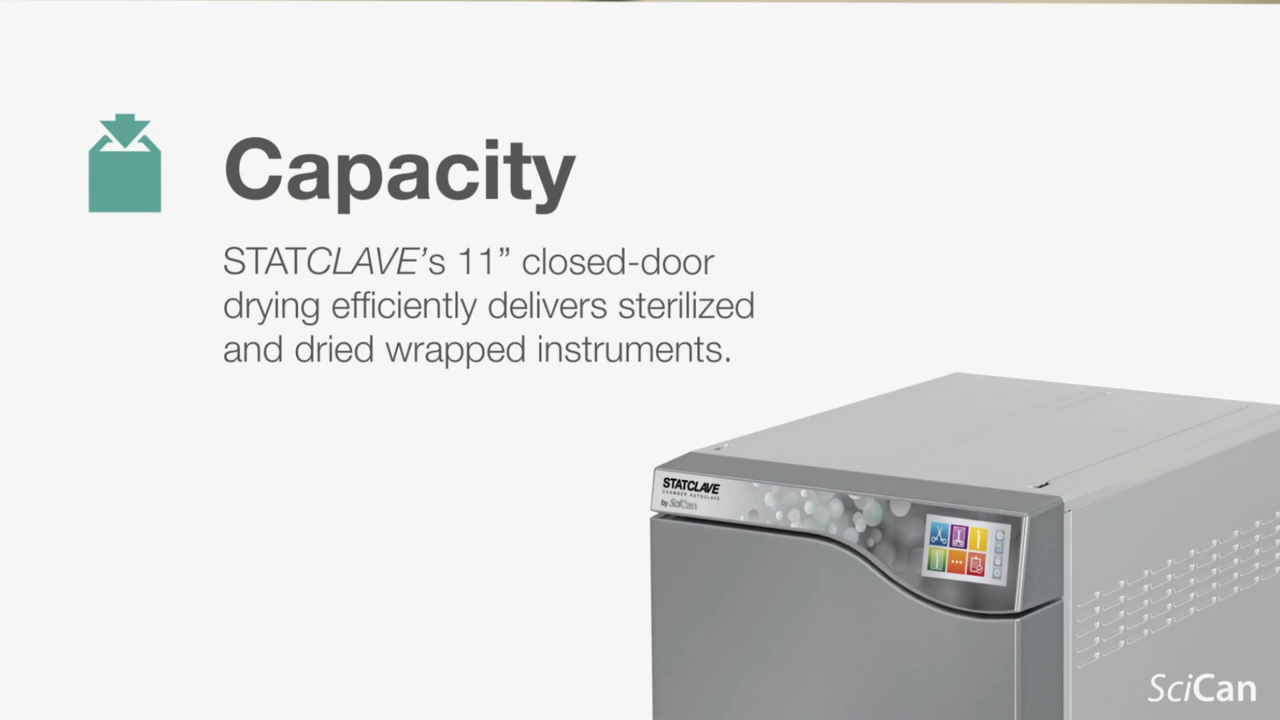 Capacity
STATCLAVE’s 11” closed-door
drying efficiently delivers sterilized
and dried wrapped instruments.
STATCLAVE
CHAMBER AUTOCLAVE
by SciCan
SciCan